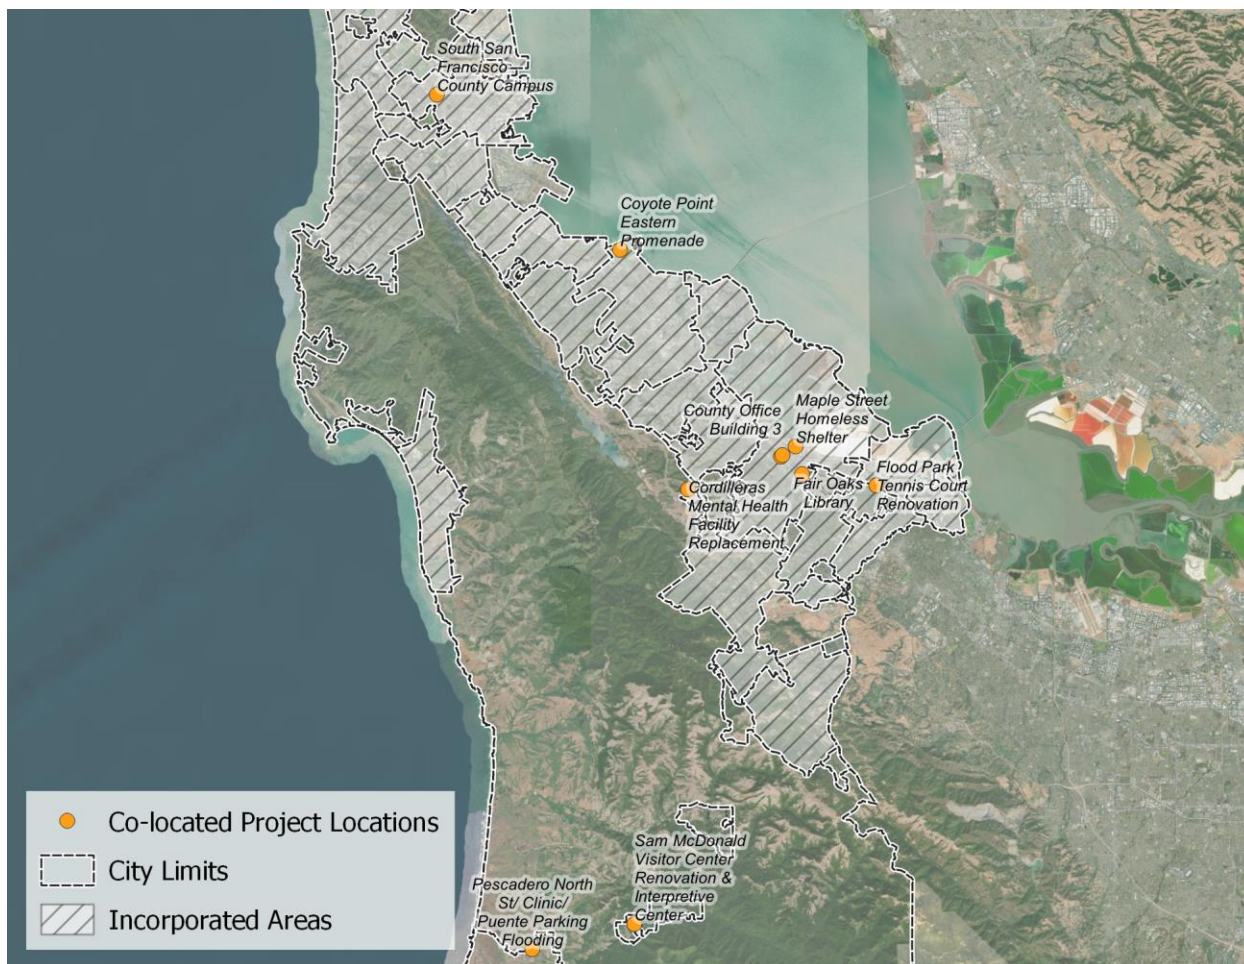 South San
Francisco
County Campus
Coyote Point
Eastern
Promenade
County Office
Building 3
Maple Street
Homeless
Shelter
Cordilleras
Mental Health
Facility
Replacement
Fair Oaks
Library
Flood Park
Tennis Court
Renovation
Sam McDonald
Visitor Center
Renovation &
Interpretive
Center
Pescadero North
St/ Clinic/
Puente Parking
Flooding
Co-located Project Locations
City Limits
Incorporated Areas